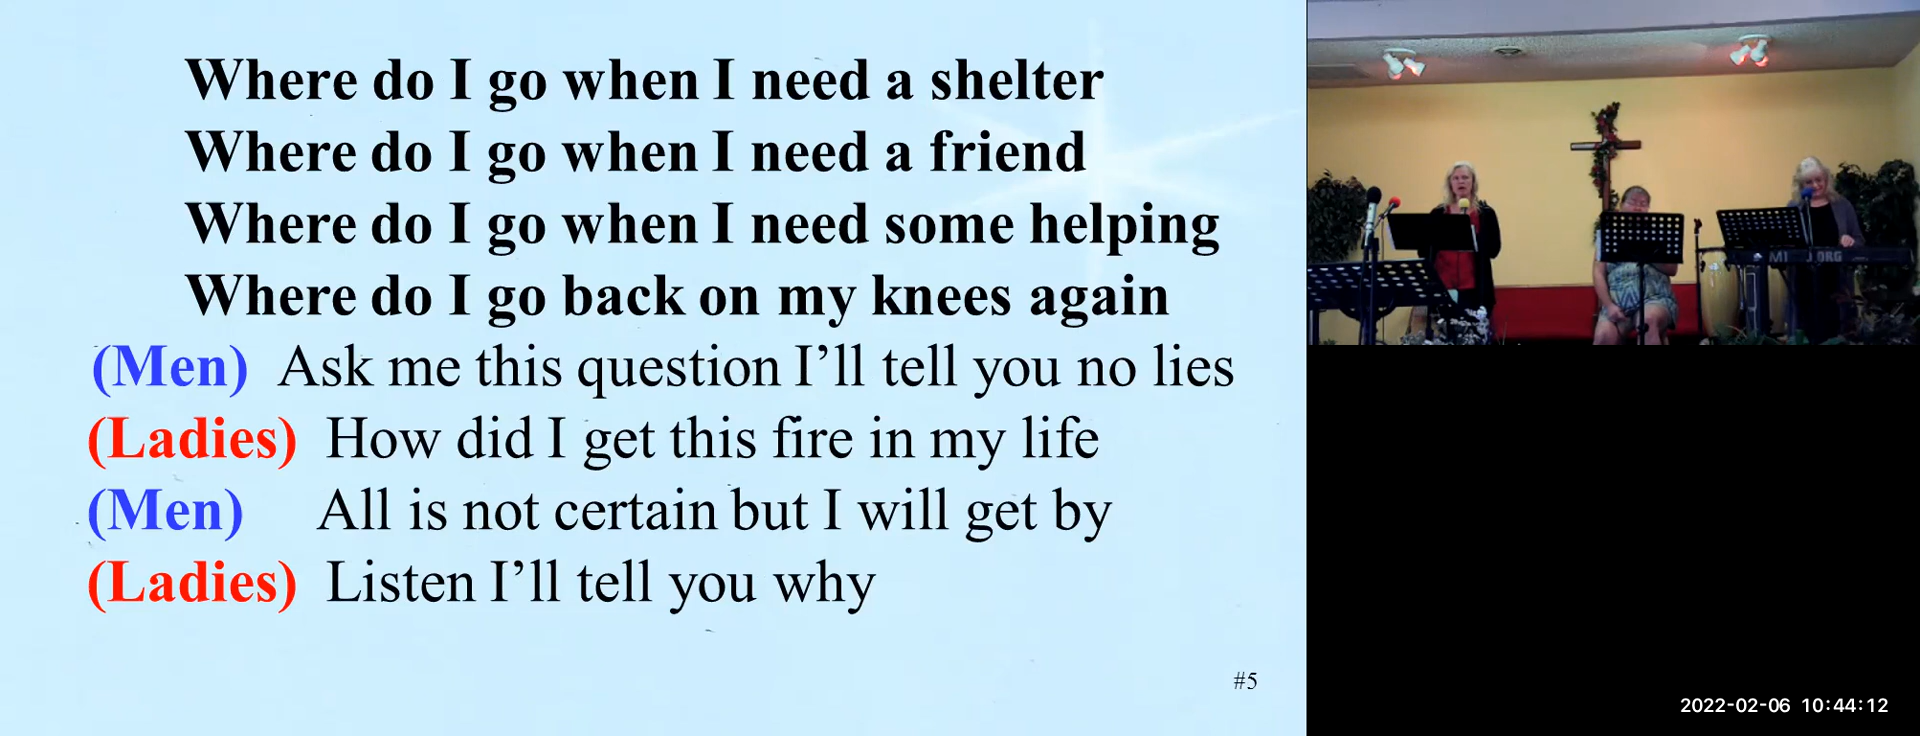 Where do I go when I need a shelter
Where do I go when I need a friend
Where do I go when I need some helping
Where do I go back on my knees again
(Men) Ask me this question I’ll tell you no lies
(Ladies) How did I get this fire in my life
(Men) All is not certain but I will get by
(Ladies) Listen I’ll tell you why
#5
2022-02-06 10:44:12